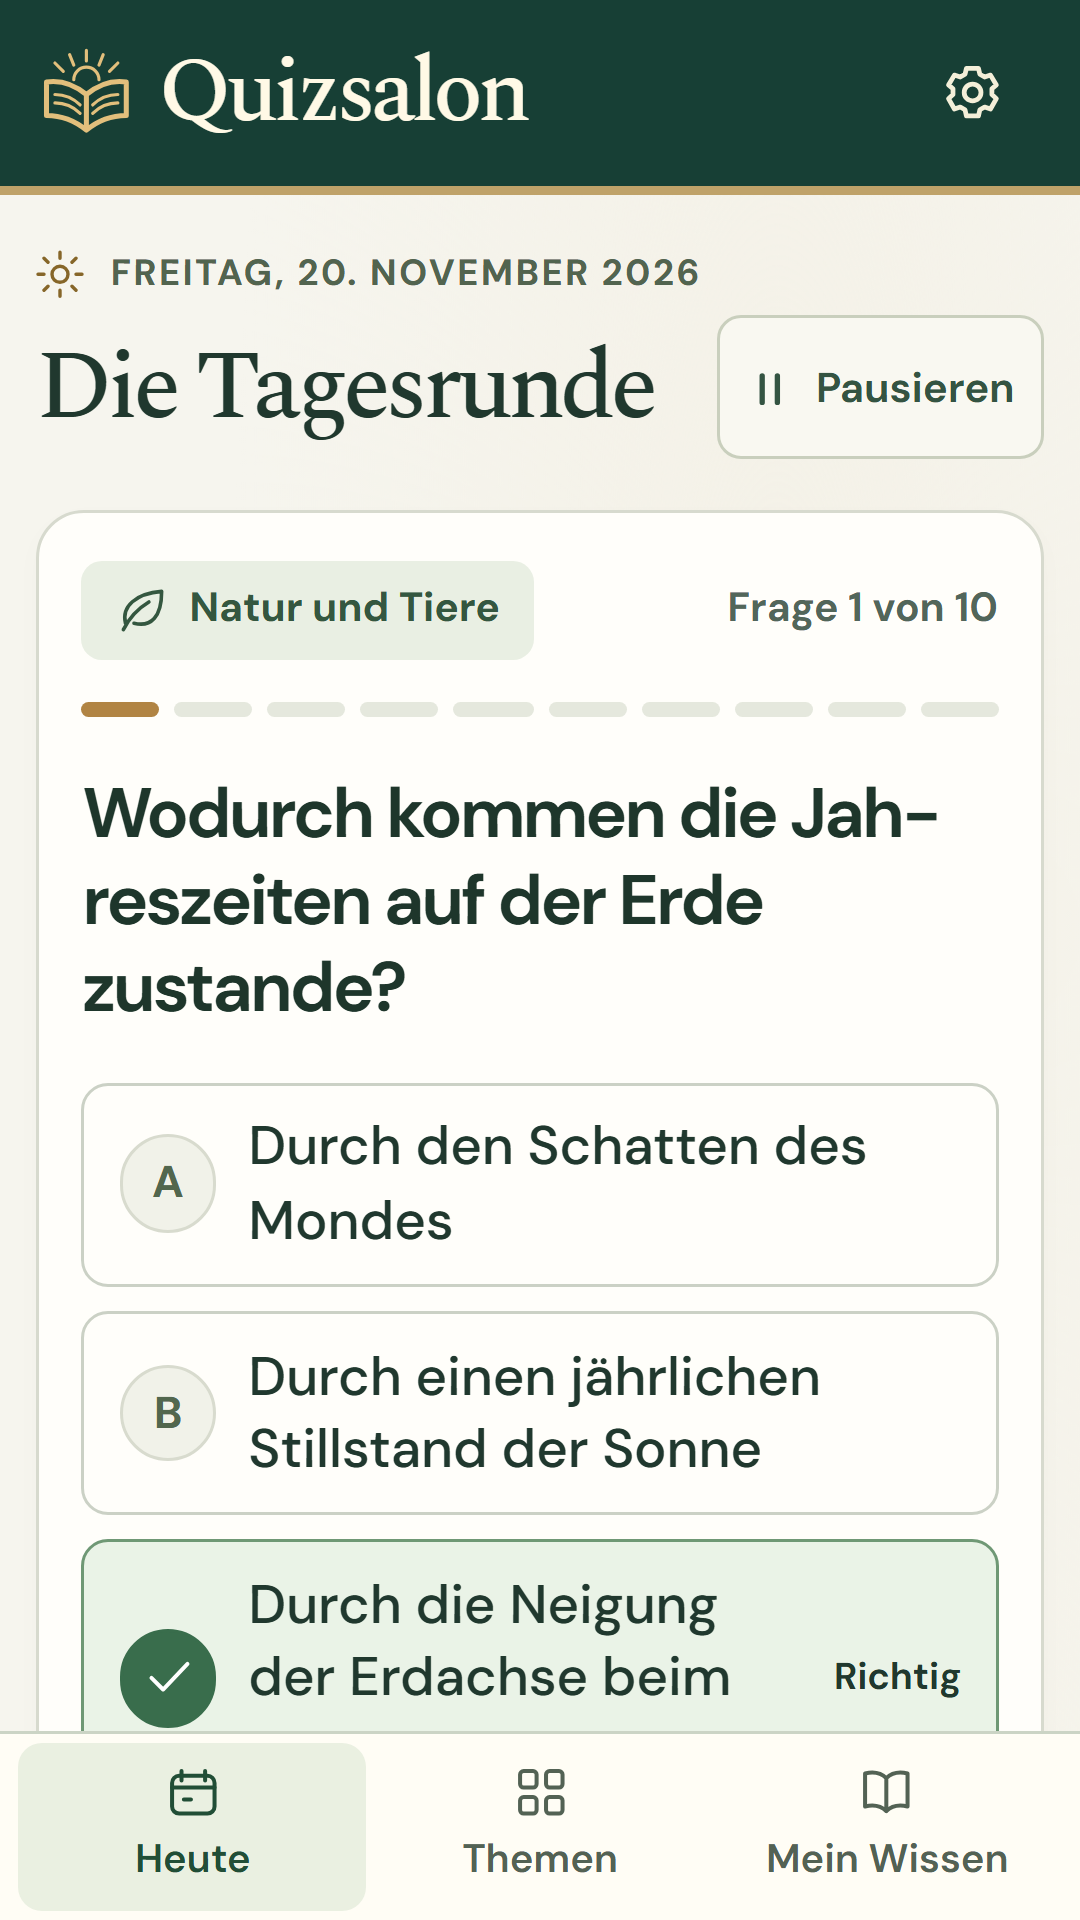 Quizsalon
FREITAG, 20. NOVEMBER 2026
Die Tagesrunde
Pausieren
Natur und Tiere
Frage 1 von 10
Wodurch kommen die Jah-
reszeiten auf der Erde
zustande?
A
Durch den Schatten des
Mondes
B
Durch einen jährlichen
Stillstand der Sonne
Durch die Neigung
der Erdachse beim
Richtig
Heute
Themen
Mein Wissen